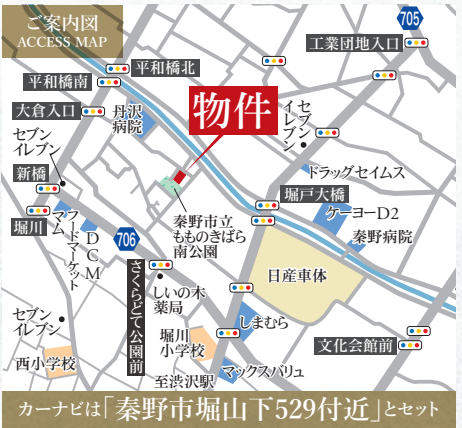 ご案内図
ACCESS MAP
705
工業団地入口
平和橋北
平和橋南
大倉入口
丹沢
病院
物件
セブン
イレブン
セブン
イレブン
新橋
ドラッグセイムス
堀戸大橋
ケーヨーD2
秦野病院
堀川
フードマーケット
マム
DCM
706
秦野市立
もものきばら
南公園
さくらどて公園前
しいの木
薬局
日産車体
セブン
イレブン
しまむら
堀川
小学校
文化会館前
西小学校
マックスバリュ
至渋沢駅
カーナビは「秦野市堀山下529付近」とセット